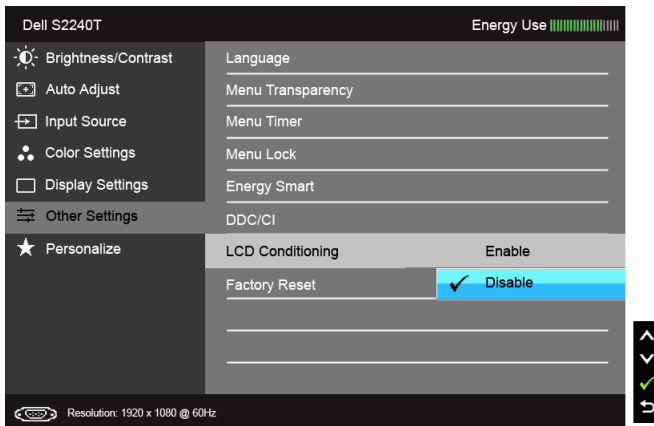 Dell S2240T
Energy Use
Brightness/Contrast
Auto Adjust
Input Source
Color Settings
Display Settings
Other Settings
Personalize
Language
Menu Transparency
Menu Timer
Menu Lock
Energy Smart
DDC/CI
LCD Conditioning Enable
Factory Reset Disable
Resolution: 1920 x 1080 @ 60Hz